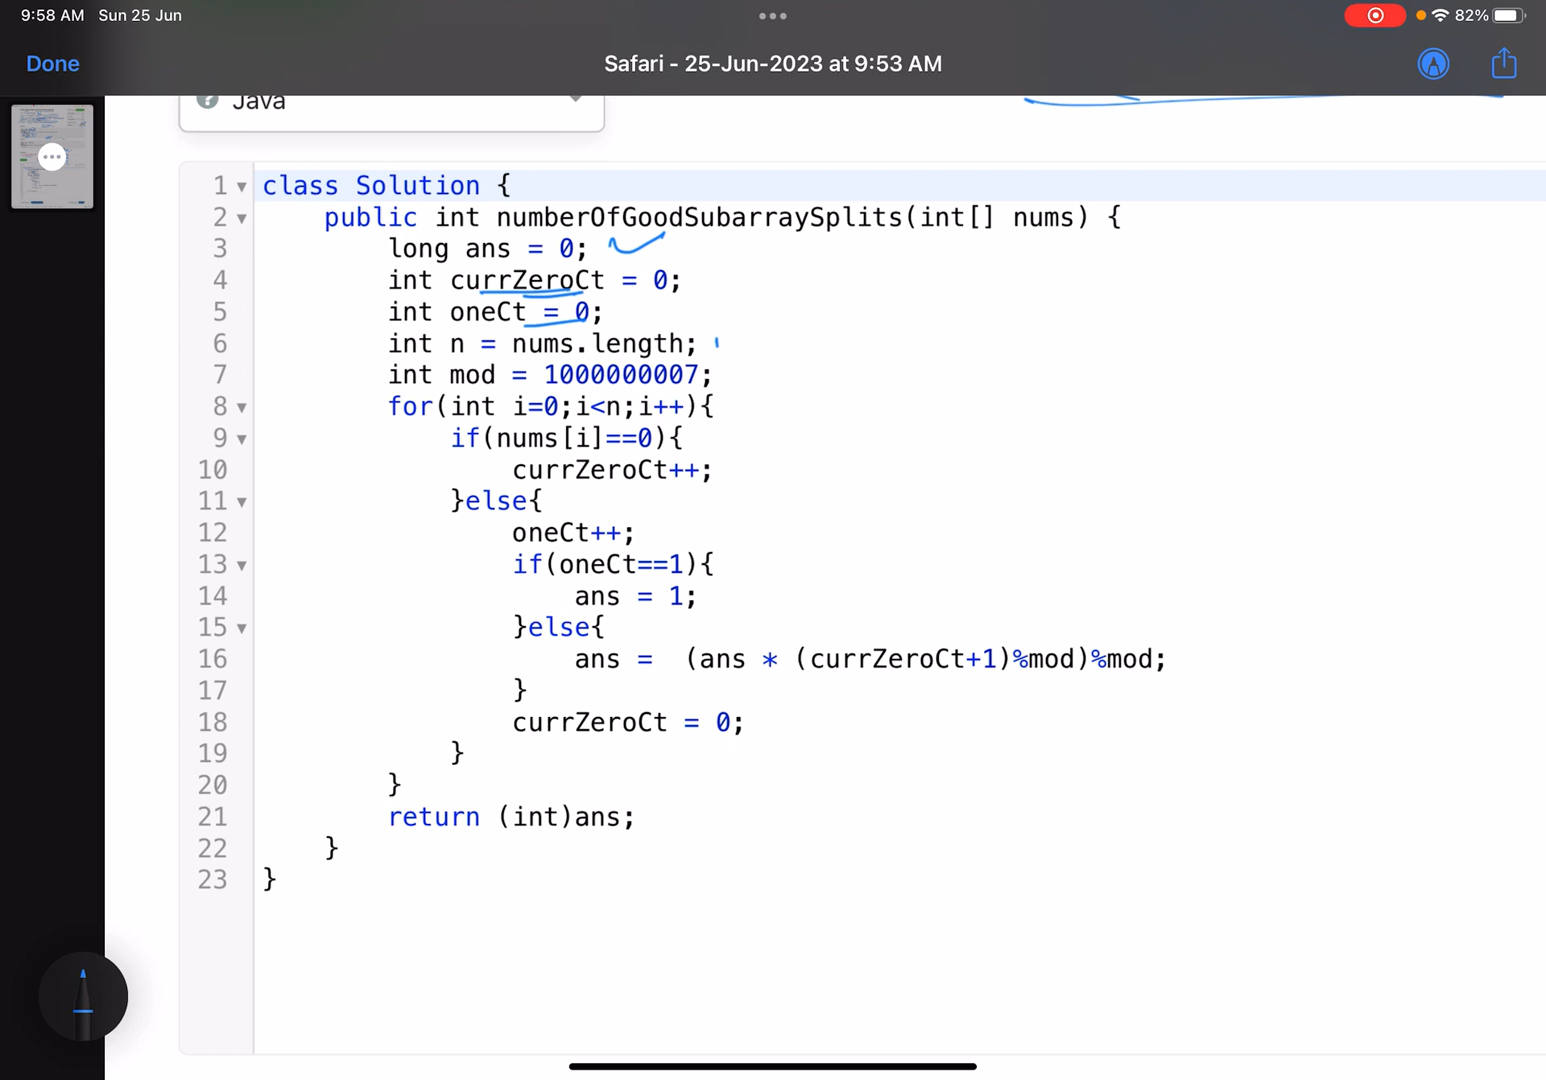 9:58 AM Sun 25 Jun
82%
Done
Safari - 25-Jun-2023 at 9:53 AM
Java
1 class Solution {
2 public int numberOfGoodSubarraySplits(int[] nums) {
3 long ans = 0;
4 int currZeroCt = 0;
5 int oneCt = 0;
6 int n = nums.length;
7 int mod = 1000000007;
8 for(int i=0;i<n;i++){
9 if(nums[i]==0){
10 currZeroCt++;
11 }else{
12 oneCt++;
13 if(oneCt==1){
14 ans = 1;
15 }else{
16 ans =  (ans * (currZeroCt+1)%mod)%mod;
17 }
18 currZeroCt = 0;
19 }
20 }
21 return (int)ans;
22 }
23 }